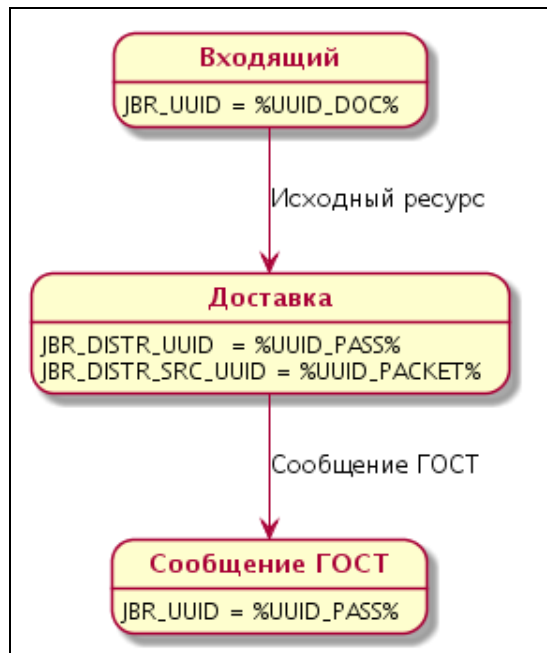 Входящий
JBR_UUID = %UUID_DOC%
Исходный ресурс
Доставка
JBR_DISTR_UUID = %UUID_PASS%
JBR_DISTR_SRC_UUID = %UUID_PACKET%
Сообщение ГОСТ
Сообщение ГОСТ
JBR_UUID = %UUID_PASS%